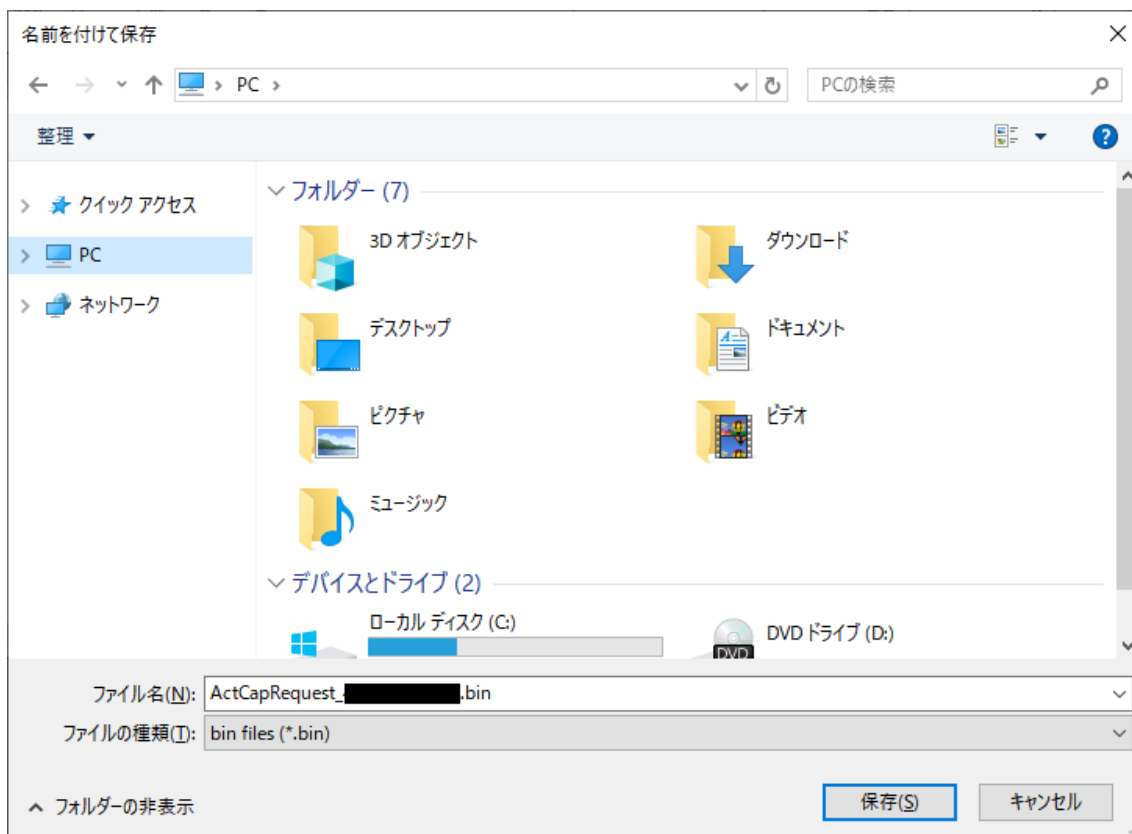 名前を付けて保存
PC
PCの検索
整理
クイック アクセス
PC
ネットワーク
フォルダー (7)
3D オブジェクト
ダウンロード
デスクトップ
ドキュメント
ピクチャ
ビデオ
ミュージック
デバイスとドライブ (2)
ローカル ディスク (C:)
DVD ドライブ (D:)
DVD
ファイル名(N): ActCapRequest_ .bin
ファイルの種類(T): bin files (*.bin)
フォルダーの非表示
保存(S)
キャンセル